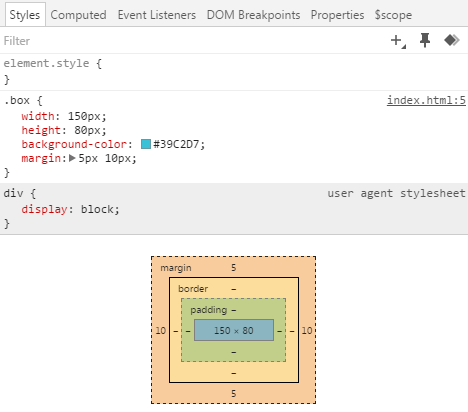 Styles Computed Event Listeners DOM Breakpoints Properties $scope
Filter
element.style {
}
.box { index.html:5
width: 150px;
height: 80px;
background-color: #39C2D7;
margin: 5px 10px;
}
div { user agent stylesheet
display: block;
}
margin 5
border –
padding –
10 – – 150 × 80 – – 10
–
–
5